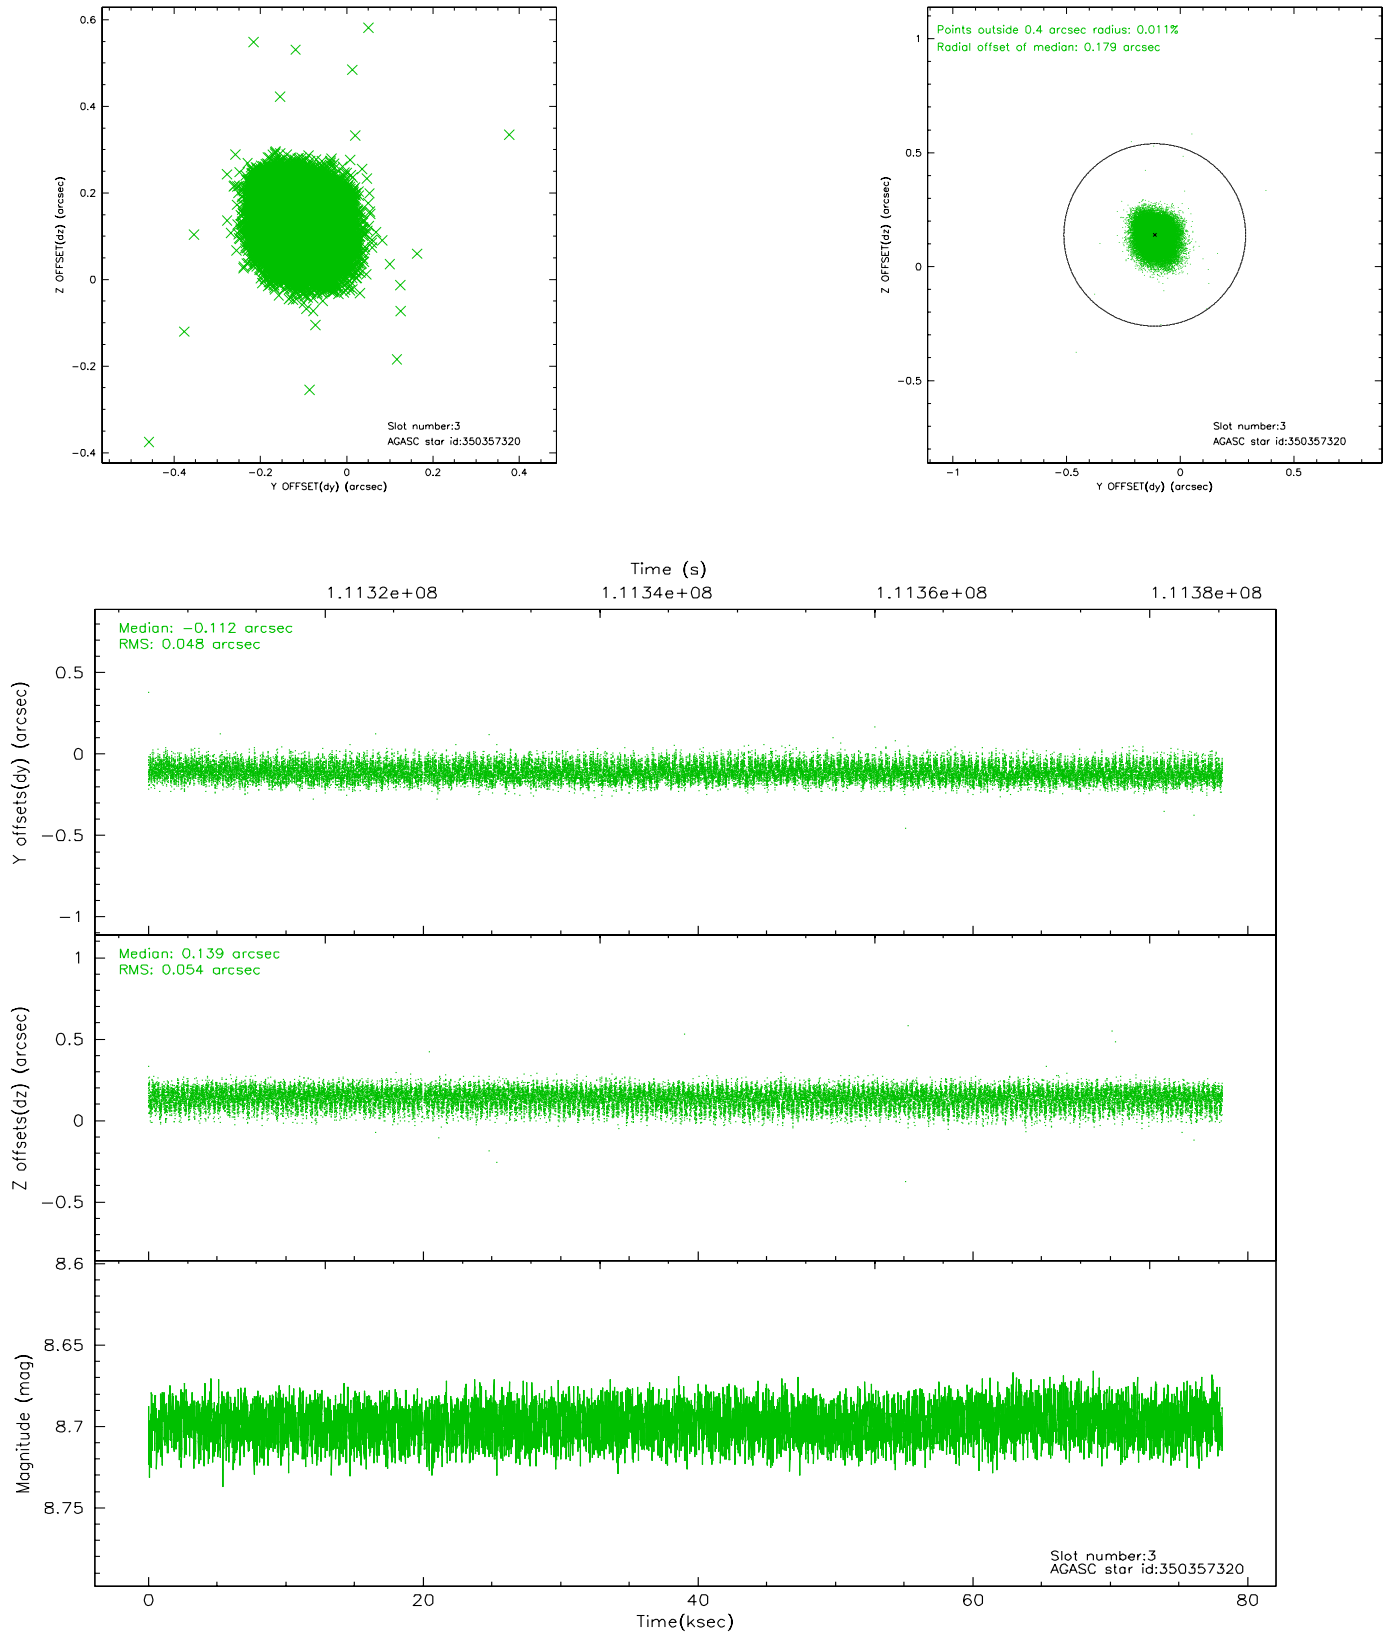 0.6
0.4
0.2
0
−0.2
−0.4
Z OFFSET(dz) (arcsec)
−0.4 −0.2 0 0.2 0.4
Y OFFSET(dy) (arcsec)
Slot number:3
AGASC star id:350357320
Points outside 0.4 arcsec radius: 0.011%
Radial offset of median: 0.179 arcsec
1
0.5
0
−0.5
Z OFFSET(dz) (arcsec)
−1 −0.5 0 0.5
Y OFFSET(dy) (arcsec)
Slot number:3
AGASC star id:350357320
Time (s)
1.1132e+08 1.1134e+08 1.1136e+08 1.1138e+08
Median: −0.112 arcsec
RMS: 0.048 arcsec
0.5
0
−0.5
−1
Y offsets(dy) (arcsec)
Median: 0.139 arcsec
RMS: 0.054 arcsec
1
0.5
0
−0.5
Z offsets(dz) (arcsec)
8.6
8.65
8.7
8.75
Magnitude (mag)
Slot number:3
AGASC star id:350357320
0 20 40 60 80
Time(ksec)